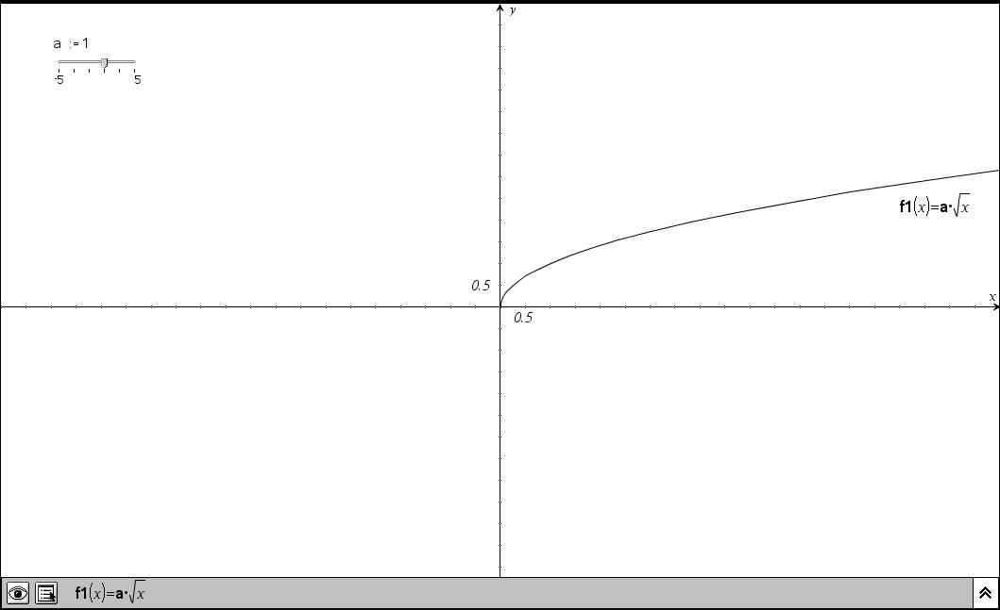 y
a := 1
-5 5
f1(x)=a·√x
0.5
x
0.5
f1(x)=a·√x